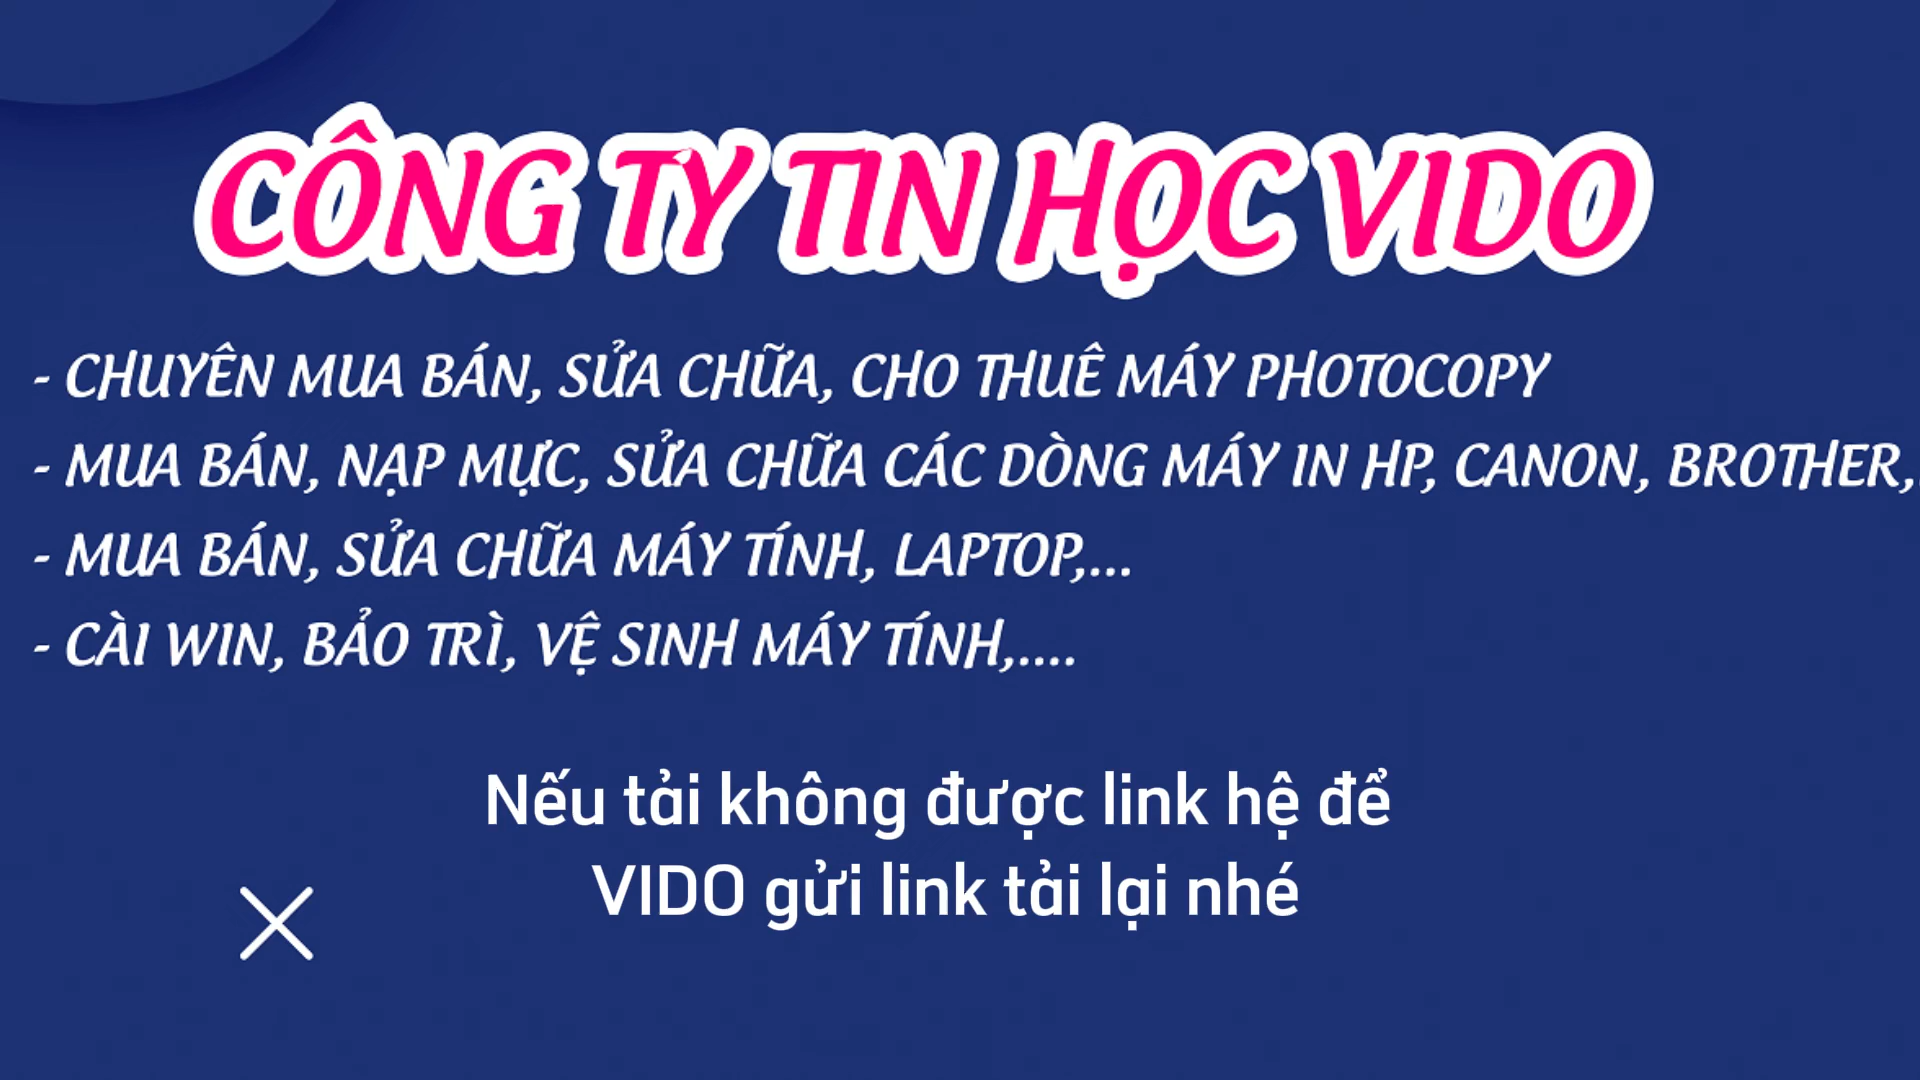 CÔNG TY TIN HỌC VIDO
- CHUYÊN MUA BÁN, SỬA CHỮA, CHO THUÊ MÁY PHOTOCOPY
- MUA BÁN, NẠP MỰC, SỬA CHỮA CÁC DÒNG MÁY IN HP, CANON, BROTHER,.
- MUA BÁN, SỬA CHỮA MÁY TÍNH, LAPTOP,...
- CÀI WIN, BẢO TRÌ, VỆ SINH MÁY TÍNH,....
Nếu tải không được link hệ để
VIDO gửi link tải lại nhé